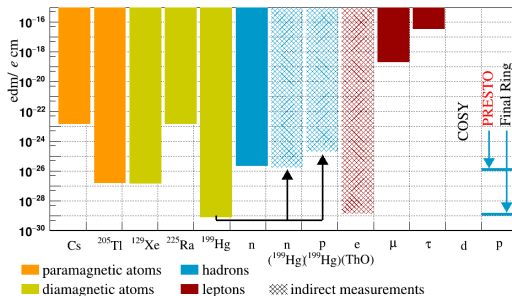 edm/ e cm
10⁻¹⁶
10⁻¹⁸
10⁻²⁰
10⁻²²
10⁻²⁴
10⁻²⁶
10⁻²⁸
10⁻³⁰
COSY
PRESTO
Final Ring
Cs ²⁰⁵Tl ¹²⁹Xe ²²⁵Ra ¹⁹⁹Hg n n p e μ τ d p
(¹⁹⁹Hg)(¹⁹⁹Hg)(ThO)
paramagnetic atoms hadrons
diamagnetic atoms leptons indirect measurements